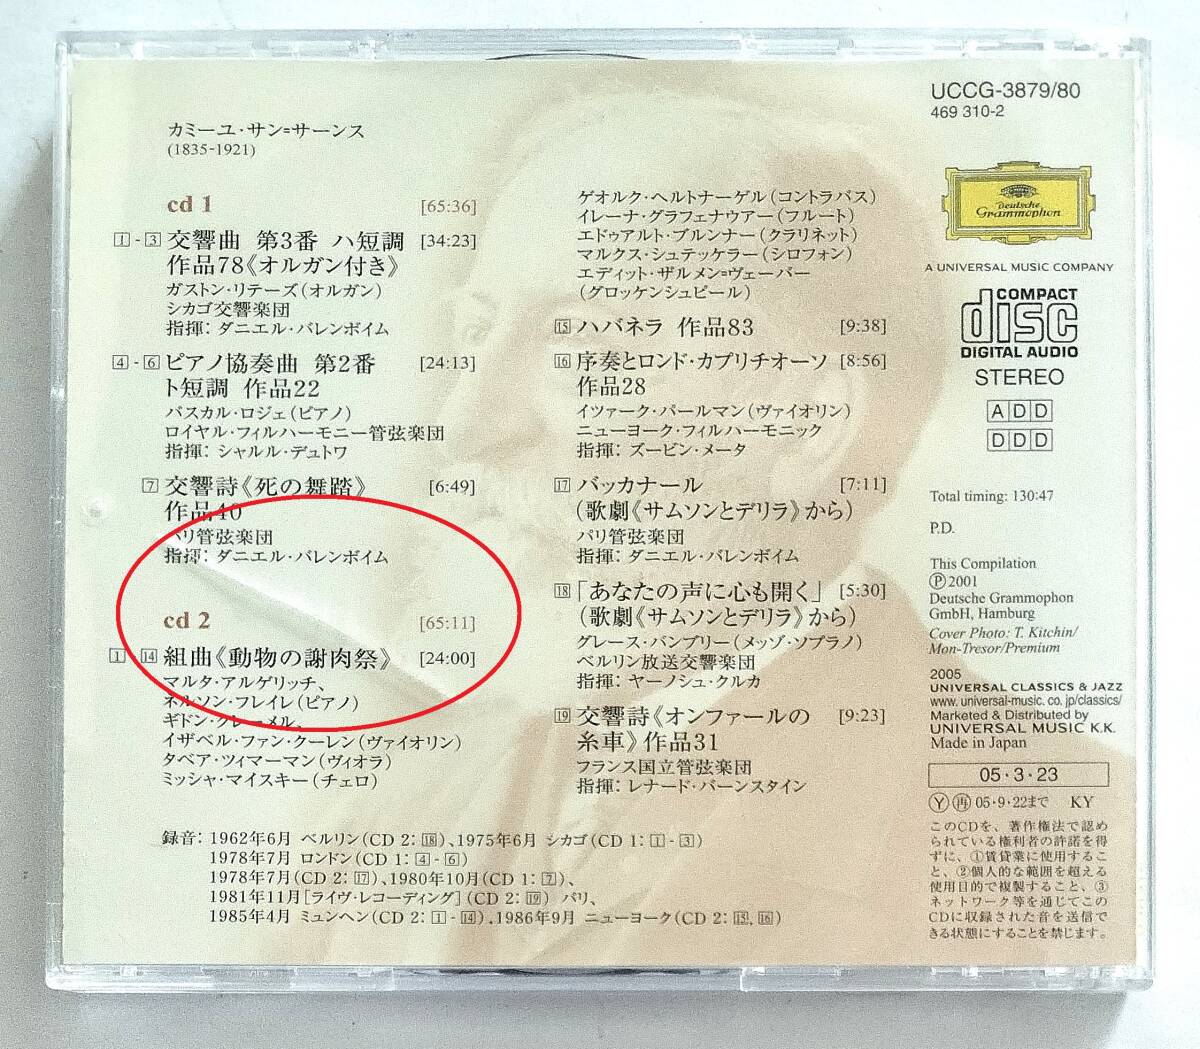 カミーユ・サン=サーンス
(1835-1921)
cd 1 [65:36]
1 - 3 交響曲 第3番 ハ短調 [34:23]
作品78《オルガン付き》
ガストン・リテーズ(オルガン)
シカゴ交響楽団
指揮: ダニエル・バレンボイム
4 - 6 ピアノ協奏曲 第2番 [24:13]
ト短調 作品22
パスカル・ロジェ(ピアノ)
ロイヤル・フィルハーモニー管弦楽団
指揮: シャルル・デュトワ
7 交響詩《死の舞踏》 [6:49]
作品40
パリ管弦楽団
指揮: ダニエル・バレンボイム
cd 2 [65:11]
1 - 14 組曲《動物の謝肉祭》 [24:00]
マルタ・アルゲリッチ、
ネルソン・フレイレ(ピアノ)
ギドン・クレーメル、
イザベル・ファン・クーレン(ヴァイオリン)
タベア・ツィマーマン(ヴィオラ)
ミッシャ・マイスキー(チェロ)
ゲオルク・ヘルトナーゲル(コントラバス)
イレーナ・グラフェナウアー(フルート)
エドゥアルト・ブルンナー(クラリネット)
マルクス・シュテッケラー(シロフォン)
エディット・ザルメン=ヴェーバー
(グロッケンシュピール)
15 ハバネラ 作品83 [9:38]
16 序奏とロンド・カプリチオーソ [8:56]
作品28
イツァーク・パールマン(ヴァイオリン)
ニューヨーク・フィルハーモニック
指揮: ズービン・メータ
17 バッカナール [7:11]
(歌劇《サムソンとデリラ》から)
パリ管弦楽団
指揮: ダニエル・バレンボイム
18 「あなたの声に心も開く」 [5:30]
(歌劇《サムソンとデリラ》から)
グレース・バンブリー(メッゾ・ソプラノ)
ベルリン放送交響楽団
指揮: ヤーノシュ・クルカ
19 交響詩《オンファールの [9:23]
糸車》作品31
フランス国立管弦楽団
指揮: レナード・バーンスタイン
録音: 1962年6月 ベルリン(CD 2: 18)、1975年6月 シカゴ(CD 1: 1 - 3)
1978年7月 ロンドン(CD 1: 4 - 6)
1978年7月(CD 2: 17)、1980年10月(CD 1: 7)、
1981年11月[ライヴ・レコーディング](CD 2: 19) パリ、
1985年4月 ミュンヘン(CD 2: 1 - 14)、1986年9月 ニューヨーク(CD 2: 15, 16)
UCCG-3879/80
469 310-2
Deutsche
Grammophon
A UNIVERSAL MUSIC COMPANY
COMPACT
disc
DIGITAL AUDIO
STEREO
ADD
DDD
Total timing: 130:47
P.D.
This Compilation
Ⓟ2001
Deutsche Grammophon
GmbH, Hamburg
Cover Photo: T. Kitchin/
Mon-Tresor/Premium
2005
UNIVERSAL CLASSICS & JAZZ
www.universal-music.co.jp/classics/
Marketed & Distributed by
UNIVERSAL MUSIC K.K.
Made in Japan
05・3・23
Ⓨ再05・9・22まで KY
このCDを、著作権法で認め
られている権利者の許諾を得
ずに、①賃貸業に使用するこ
と、②個人的な範囲を超える
使用目的で複製すること、③
ネットワーク等を通じてこの
CDに収録された音を送信で
きる状態にすることを禁じます。